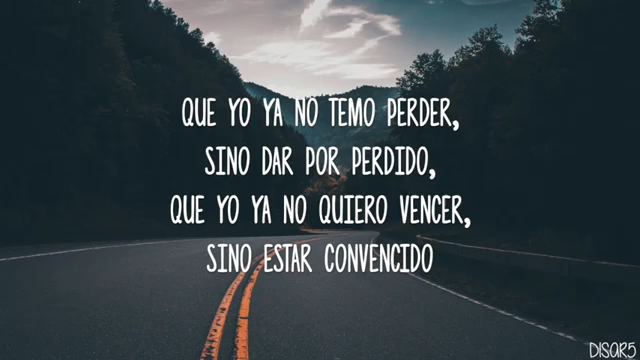 QUE YO YA NO TEMO PERDER,
SINO DAR POR PERDIDO,
QUE YO YA NO QUIERO VENCER,
SINO ESTAR CONVENCIDO
DISAR5